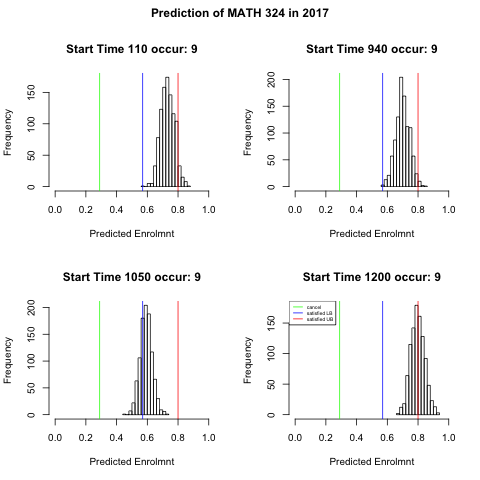 Prediction of MATH 324 in 2017
Start Time 110 occur: 9
Frequency
0 50 100 150
0.0 0.2 0.4 0.6 0.8 1.0
Predicted Enrolmnt
Start Time 940 occur: 9
Frequency
0 50 100 150 200
0.0 0.2 0.4 0.6 0.8 1.0
Predicted Enrolmnt
Start Time 1050 occur: 9
Frequency
0 50 100 150 200
0.0 0.2 0.4 0.6 0.8 1.0
Predicted Enrolmnt
Start Time 1200 occur: 9
cancel
satisfied LB
satisfied UB
Frequency
0 50 100 150
0.0 0.2 0.4 0.6 0.8 1.0
Predicted Enrolmnt